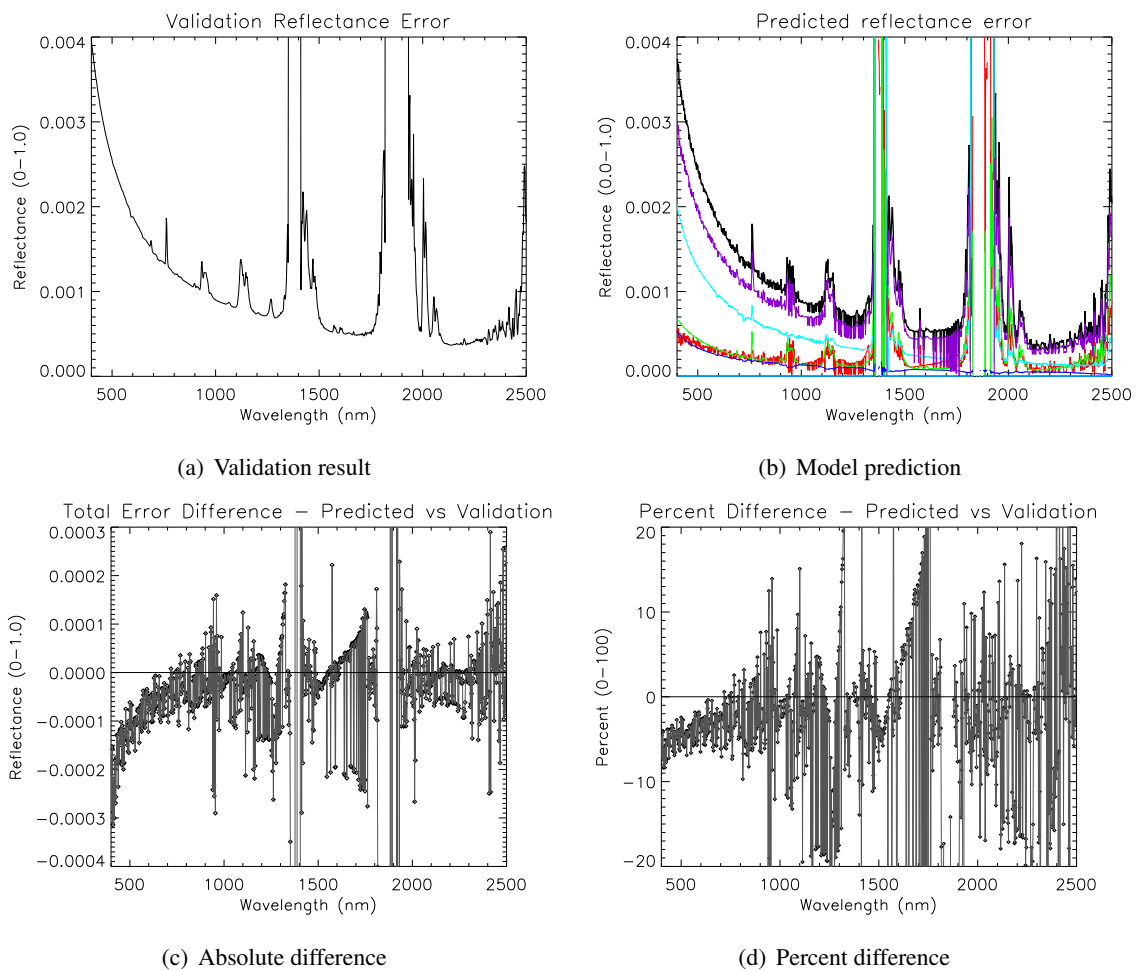 Validation Reflectance Error
0.004
0.003
0.002
0.001
0.000
Reflectance (0-1.0)
500 1000 1500 2000 2500
Wavelength (nm)
(a) Validation result
Predicted reflectance error
0.004
0.003
0.002
0.001
0.000
Reflectance (0.0-1.0)
500 1000 1500 2000 2500
Wavelength (nm)
(b) Model prediction
Total Error Difference - Predicted vs Validation
0.0003
0.0002
0.0001
0.0000
-0.0001
-0.0002
-0.0003
-0.0004
Reflectance (0-1.0)
500 1000 1500 2000 2500
Wavelength (nm)
(c) Absolute difference
Percent Difference - Predicted vs Validation
20
10
0
-10
-20
Percent (0-100)
500 1000 1500 2000 2500
Wavelength (nm)
(d) Percent difference